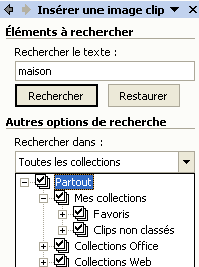 Insérer une image clip
Éléments à rechercher
Rechercher le texte :
maison
Rechercher Restaurer
Autres options de recherche
Rechercher dans :
Toutes les collections
Partout
Mes collections
Favoris
Clips non classés
Collections Office
Collections Web